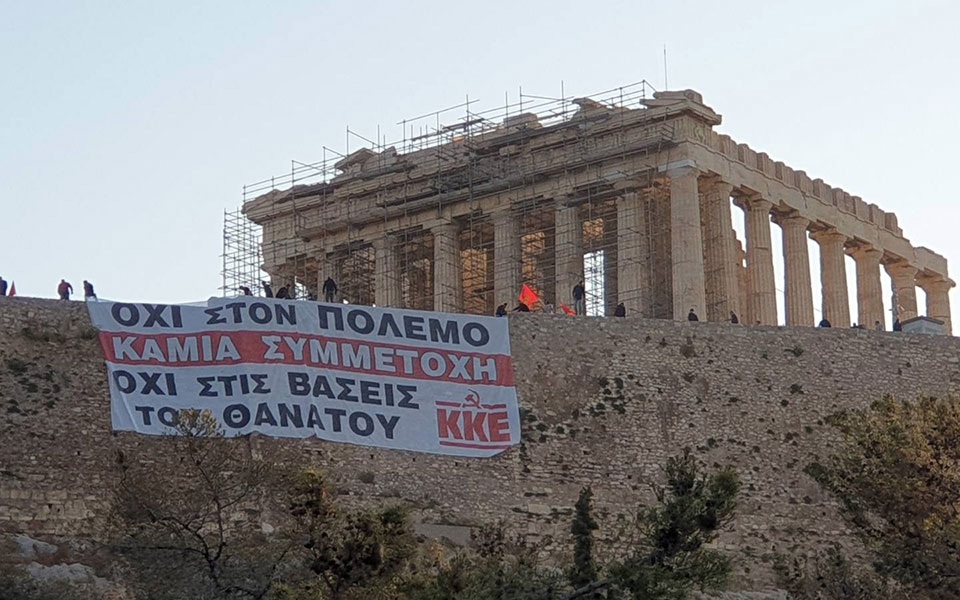 ΟΧΙ ΣΤΟΝ ΠΟΛΕΜΟ
ΚΑΜΙΑ ΣΥΜΜΕΤΟΧΗ
ΟΧΙ ΣΤΙΣ ΒΑΣΕΙΣ
ΤΟΥ ΘΑΝΑΤΟΥ
ΚΚΕ